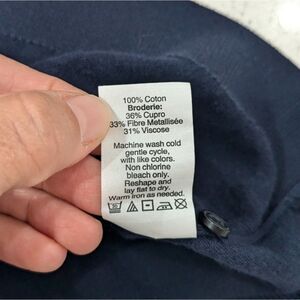 100% Coton
Broderie:
36% Cupro
33% Fibre Metallisée
31% Viscose
Machine wash cold
gentle cycle,
with like colors.
Non chlorine
bleach only.
Reshape and
lay flat to dry.
Warm iron as needed.